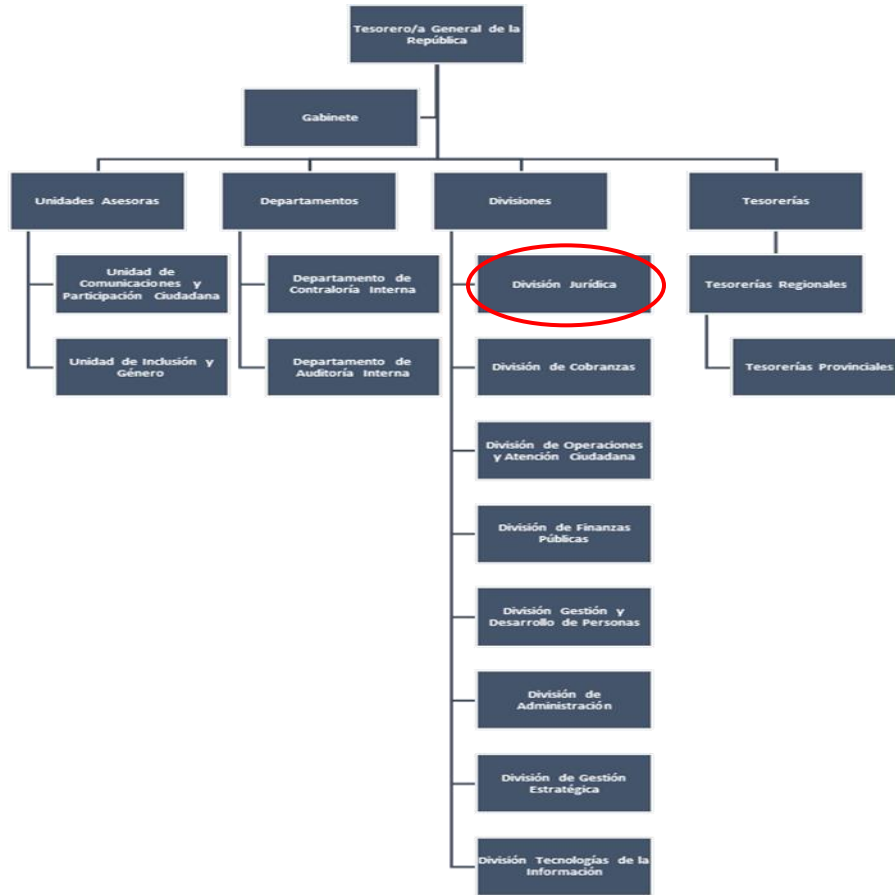 Tesorero/a General de la
República
Gabinete
Unidades Asesoras
Departamentos
Divisiones
Tesorerías
Unidad de
Comunicaciones y
Participación Ciudadana
Departamento de
Contraloría Interna
División Jurídica
Tesorerías Regionales
Unidad de Inclusión y
Género
Departamento de
Auditoría Interna
División de Cobranzas
Tesorerías Provinciales
División de Operaciones
y Atención Ciudadana
División de Finanzas
Públicas
División Gestión y
Desarrollo de Personas
División de
Administración
División de Gestión
Estratégica
División Tecnologías de la
Información